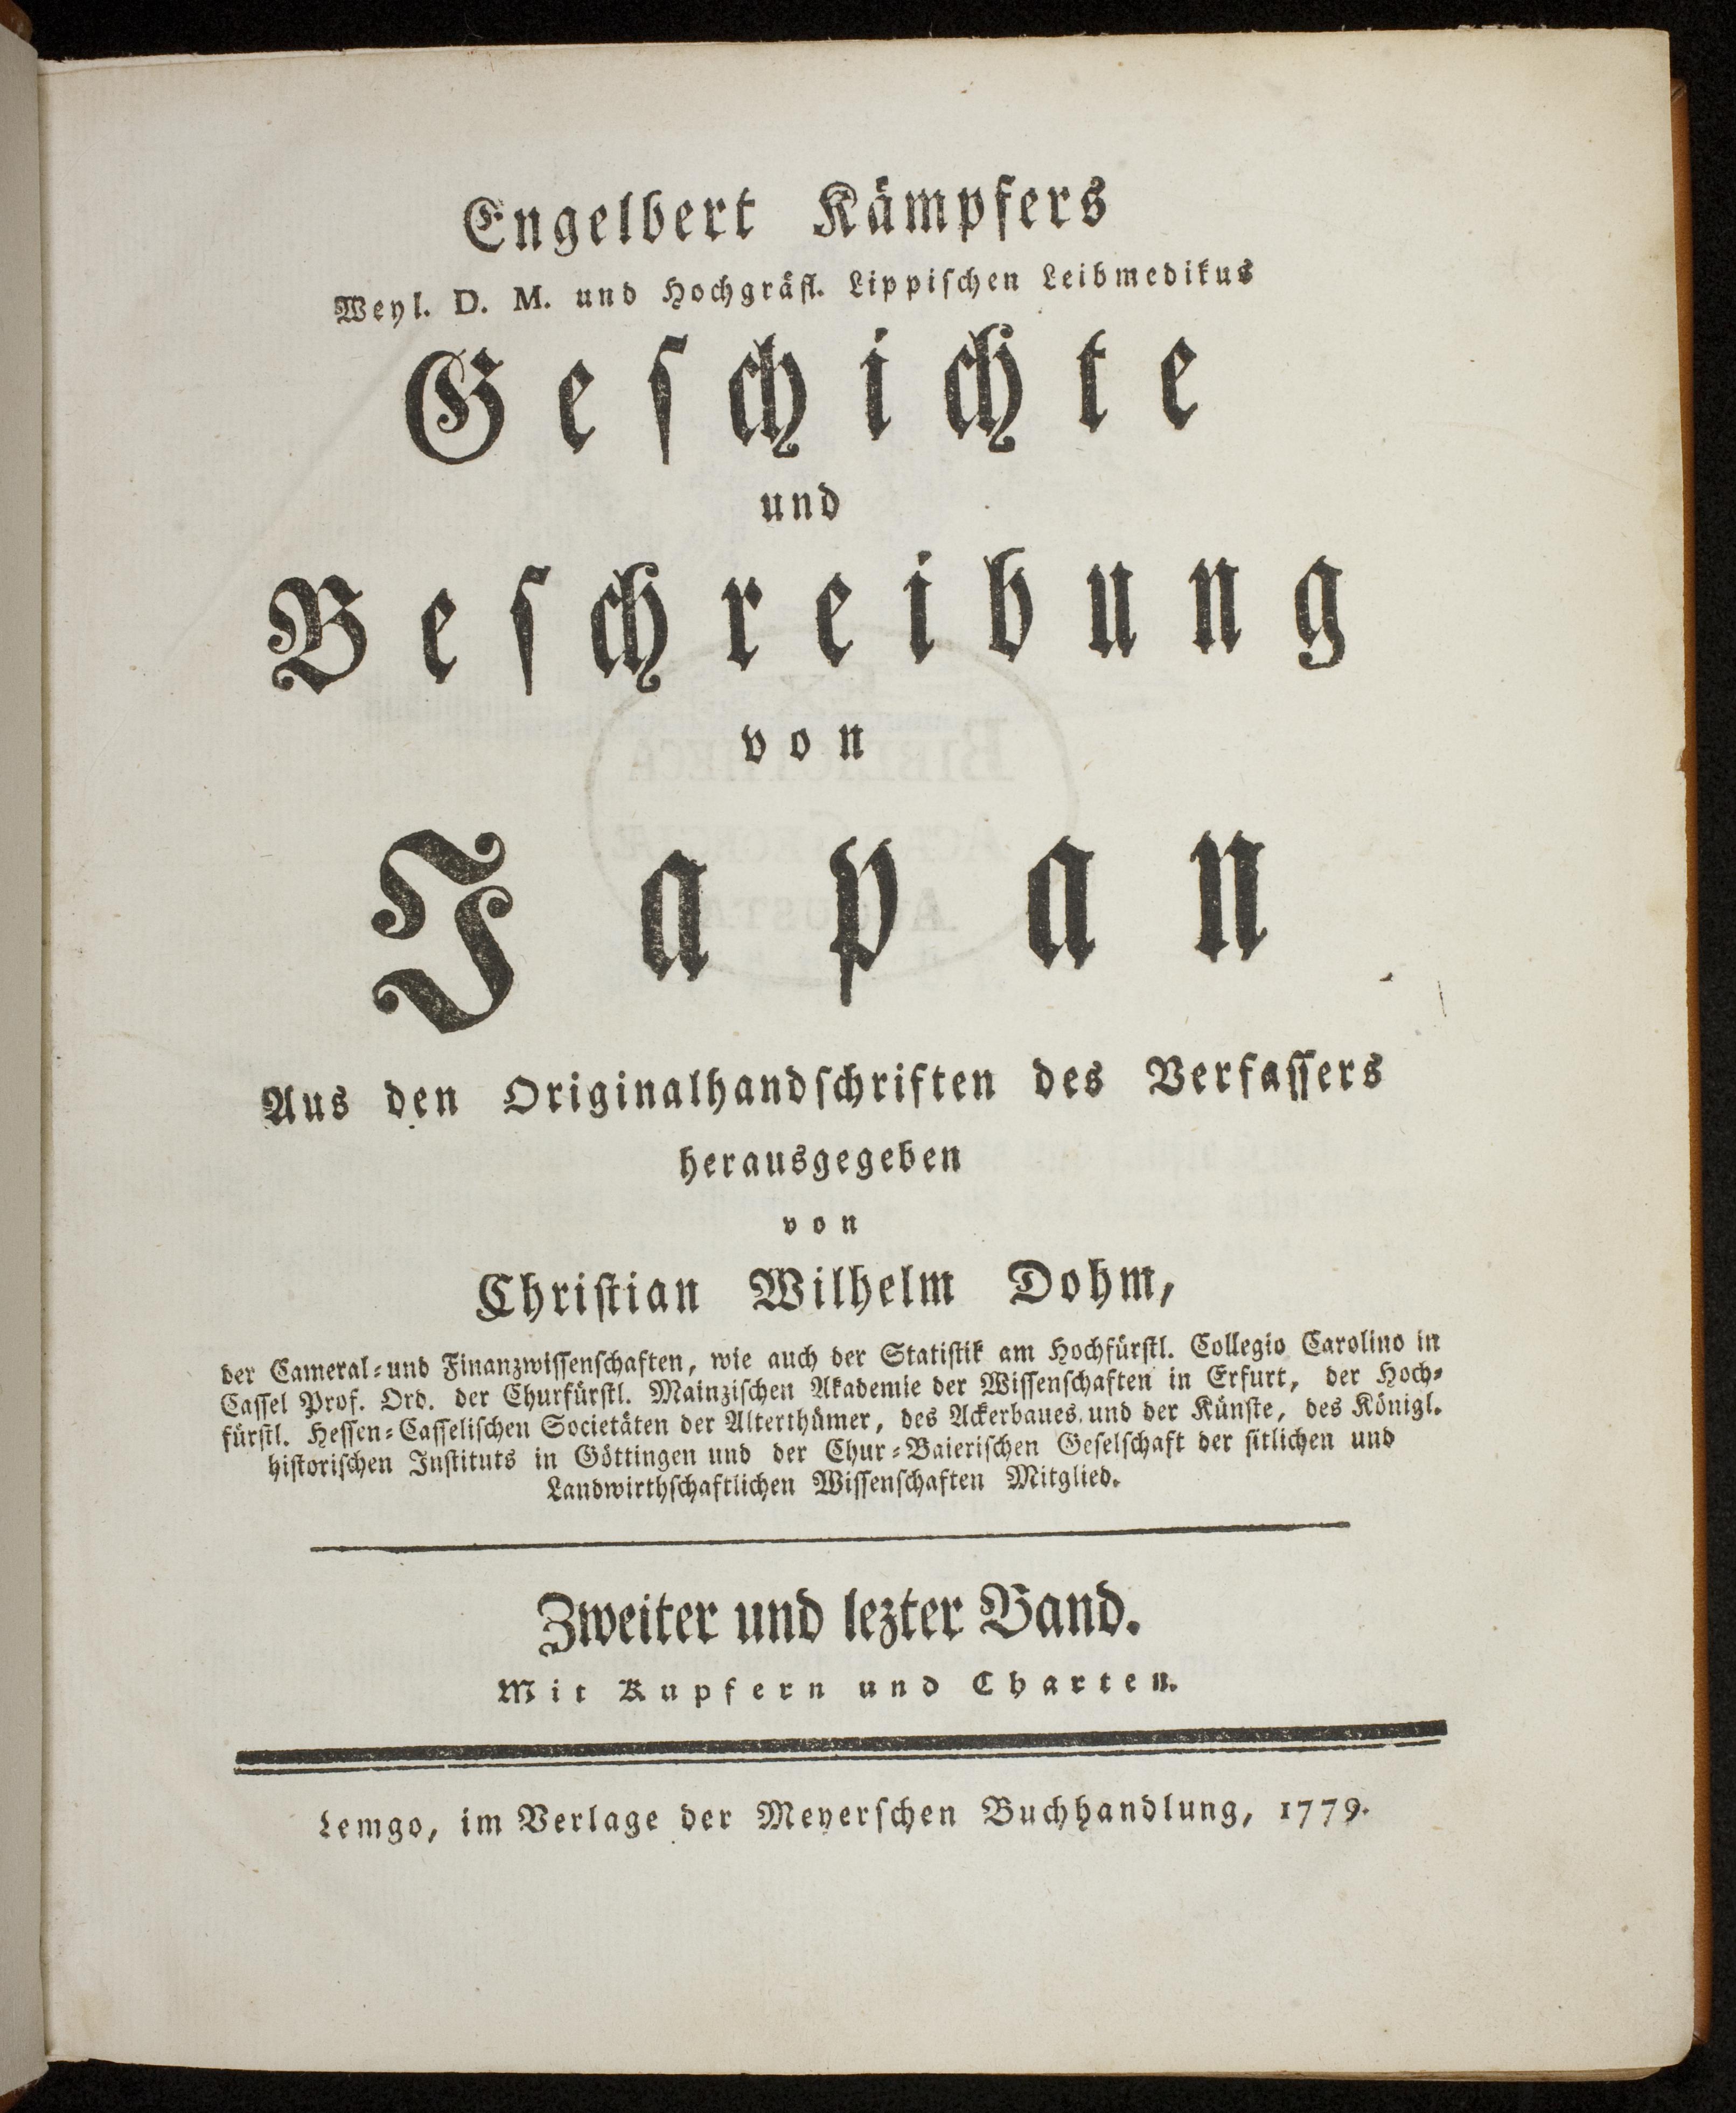 Engelbert Kämpfers
Weyl. D. M. und Hochgräfl. Lippiſchen Leibmedikus
Geſchichte
und
Beſchreibung
von
Japan
Aus den Originalhandſchriften des Verfaſſers
herausgegeben
von
Chriſtian Wilhelm Dohm,
der Cameral-und Finanzwiſſenſchaften, wie auch der Statiſtik am Hochfürſtl. Collegio Carolino in
Caſſel Prof. Ord. der Churfürſtl. Mainziſchen Akademie der Wiſſenſchaften in Erfurt, der Hoch-
fürſtl. Heſſen-Caſſeliſchen Societäten der Alterthümer, des Ackerbaues, und der Künſte, des Königl.
hiſtoriſchen Inſtituts in Göttingen und der Chur-Baieriſchen Geſelſchaft der ſitlichen und
Landwirthſchaftlichen Wiſſenſchaften Mitglied.
Zweiter und lezter Band.
Mit Kupfern und Charten.
Lemgo, im Verlage der Meyerſchen Buchhandlung, 1779.